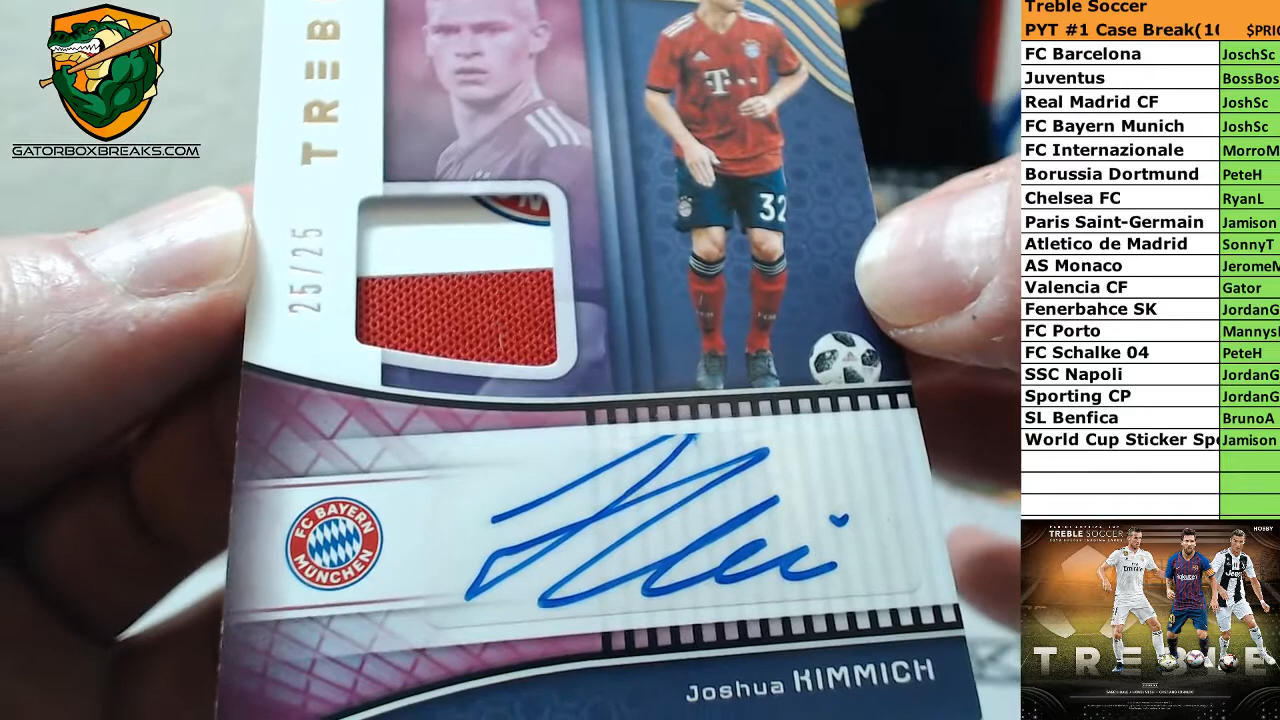 GATORBOXBREAKS.COM
TREB
25/25
T
32
FC BAYERN
MÜNCHEN
Joshua KIMMICH
Treble Soccer
PYT #1 Case Break(1 $PRI
FC Barcelona JoschSc
Juventus BossBos
Real Madrid CF JoshSc
FC Bayern Munich JoshSc
FC Internazionale MorroM
Borussia Dortmund PeteH
Chelsea FC RyanL
Paris Saint-Germain Jamison
Atletico de Madrid SonnyT
AS Monaco JeromeM
Valencia CF Gator
Fenerbahce SK JordanG
FC Porto Mannys
FC Schalke 04 PeteH
SSC Napoli JordanG
Sporting CP JordanG
SL Benfica BrunoA
World Cup Sticker Sp Jamison
TREBLE SOCCER
HOBBY
TREBLE